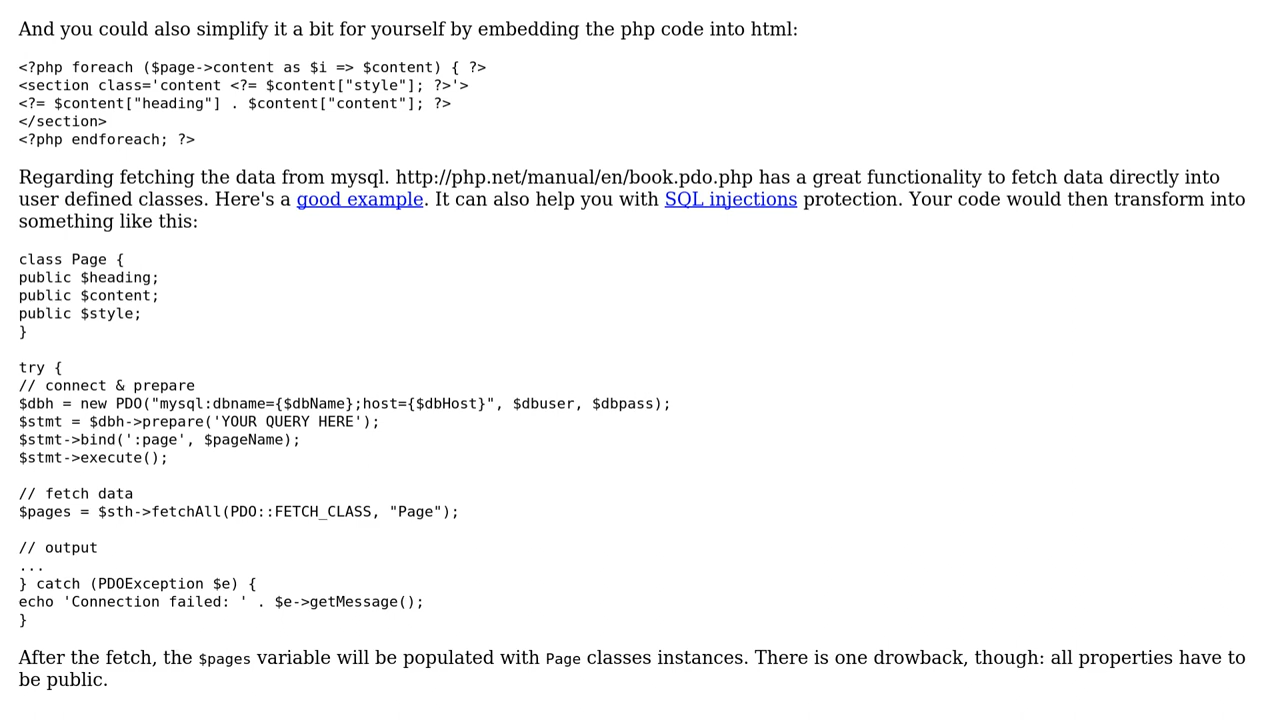 And you could also simplify it a bit for yourself by embedding the php code into html:
<?php foreach ($page->content as $i => $content) { ?>
<section class='content <?= $content["style"]; ?>'>
<?= $content["heading"] . $content["content"]; ?>
</section>
<?php endforeach; ?>
Regarding fetching the data from mysql. http://php.net/manual/en/book.pdo.php has a great functionality to fetch data directly into
user defined classes. Here's a good example. It can also help you with SQL injections protection. Your code would then transform into
something like this:
class Page {
public $heading;
public $content;
public $style;
}
try {
// connect & prepare
$dbh = new PDO("mysql:dbname={$dbName};host={$dbHost}", $dbuser, $dbpass);
$stmt = $dbh->prepare('YOUR QUERY HERE');
$stmt->bind(':page', $pageName);
$stmt->execute();
// fetch data
$pages = $sth->fetchAll(PDO::FETCH_CLASS, "Page");
// output
...
} catch (PDOException $e) {
echo 'Connection failed: ' . $e->getMessage();
}
After the fetch, the $pages variable will be populated with Page classes instances. There is one drowback, though: all properties have to
be public.